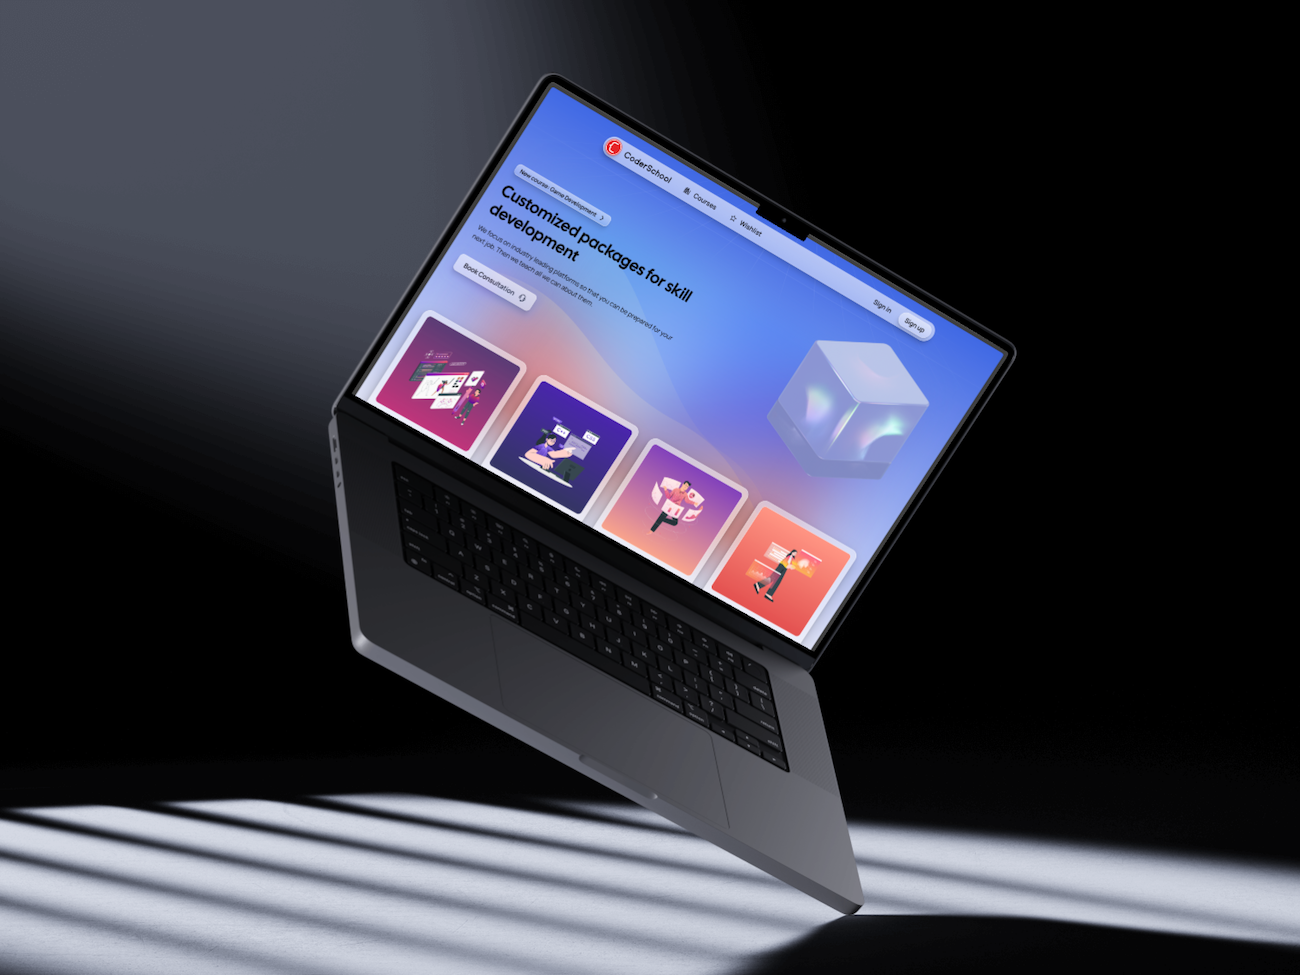 CoderSchool
Courses
Wishlist
Sign in
Sign up
New course: Game Development
Customized packages for skill
development
We focus on industry leading platforms so that you can be prepared for your
next job. Then we teach all we can about them.
Book Consultation
C++